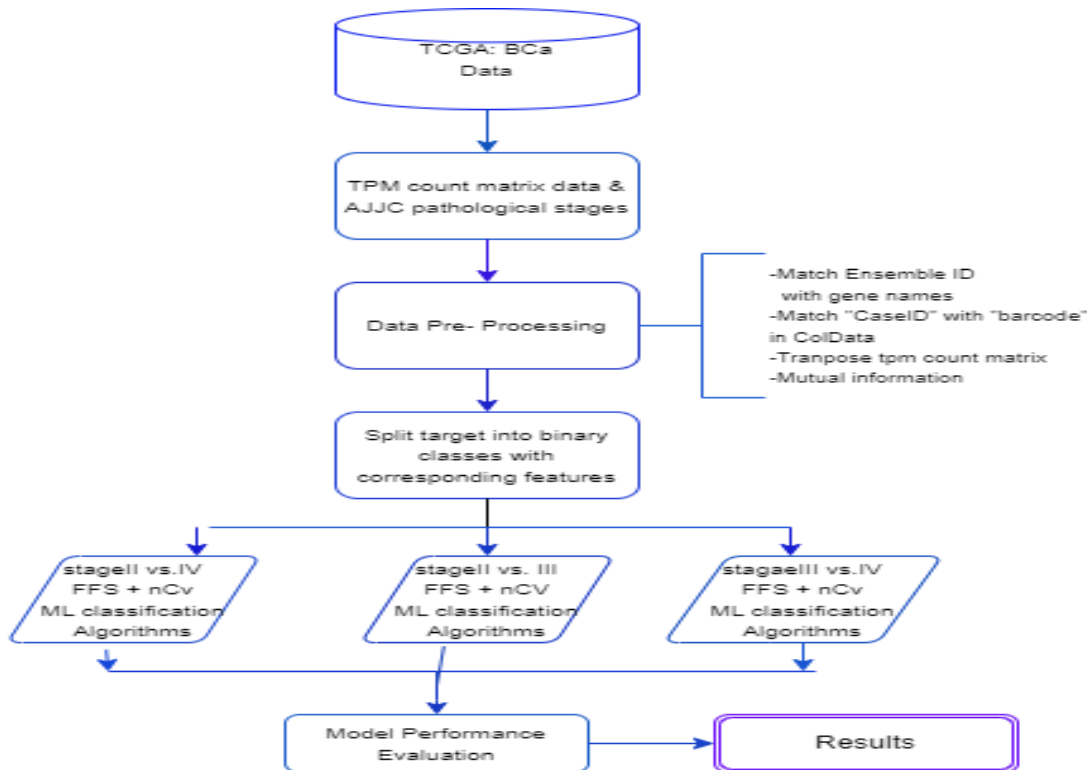 TCGA: BCa
Data
TPM count matrix data &
AJJC pathological stages
Data Pre- Processing
-Match Ensemble ID
with gene names
-Match "CaseID" with "barcode"
in ColData
-Tranpose tpm count matrix
-Mutual information
Split target into binary
classes with
corresponding features
stageII vs.IV
FFS + nCv
ML classification
Algorithms
stageII vs. III
FFS + nCV
ML classification
Algorithms
stagaeIII vs.IV
FFS + nCv
ML classification
Algorithms
Model Performance
Evaluation
Results